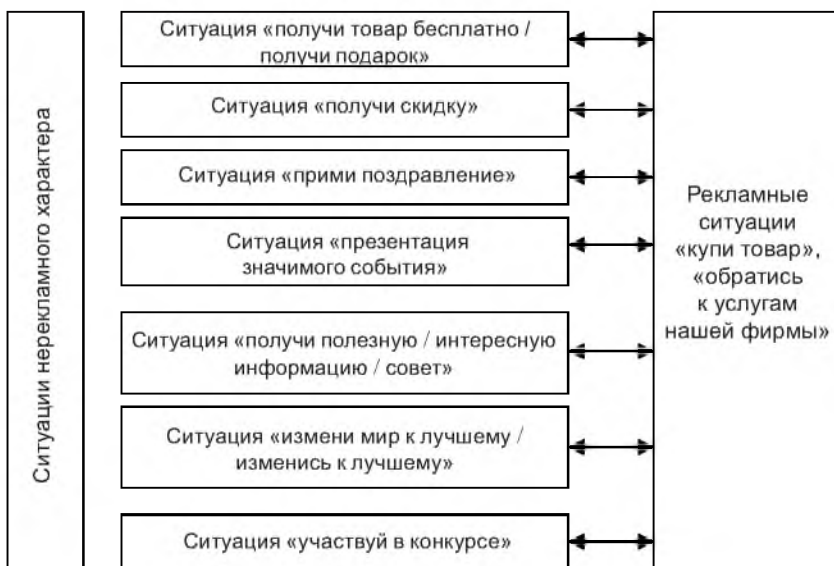 Ситуации нерекламного характера
Ситуация «получи товар бесплатно /
получи подарок»
Ситуация «получи скидку»
Ситуация «прими поздравление»
Ситуация «презентация
значимого события»
Ситуация «получи полезную / интересную
информацию / совет»
Ситуация «измени мир к лучшему /
изменись к лучшему»
Ситуация «участвуй в конкурсе»
Рекламные
ситуации
«купи товар»,
«обратись
к услугам
нашей фирмы»